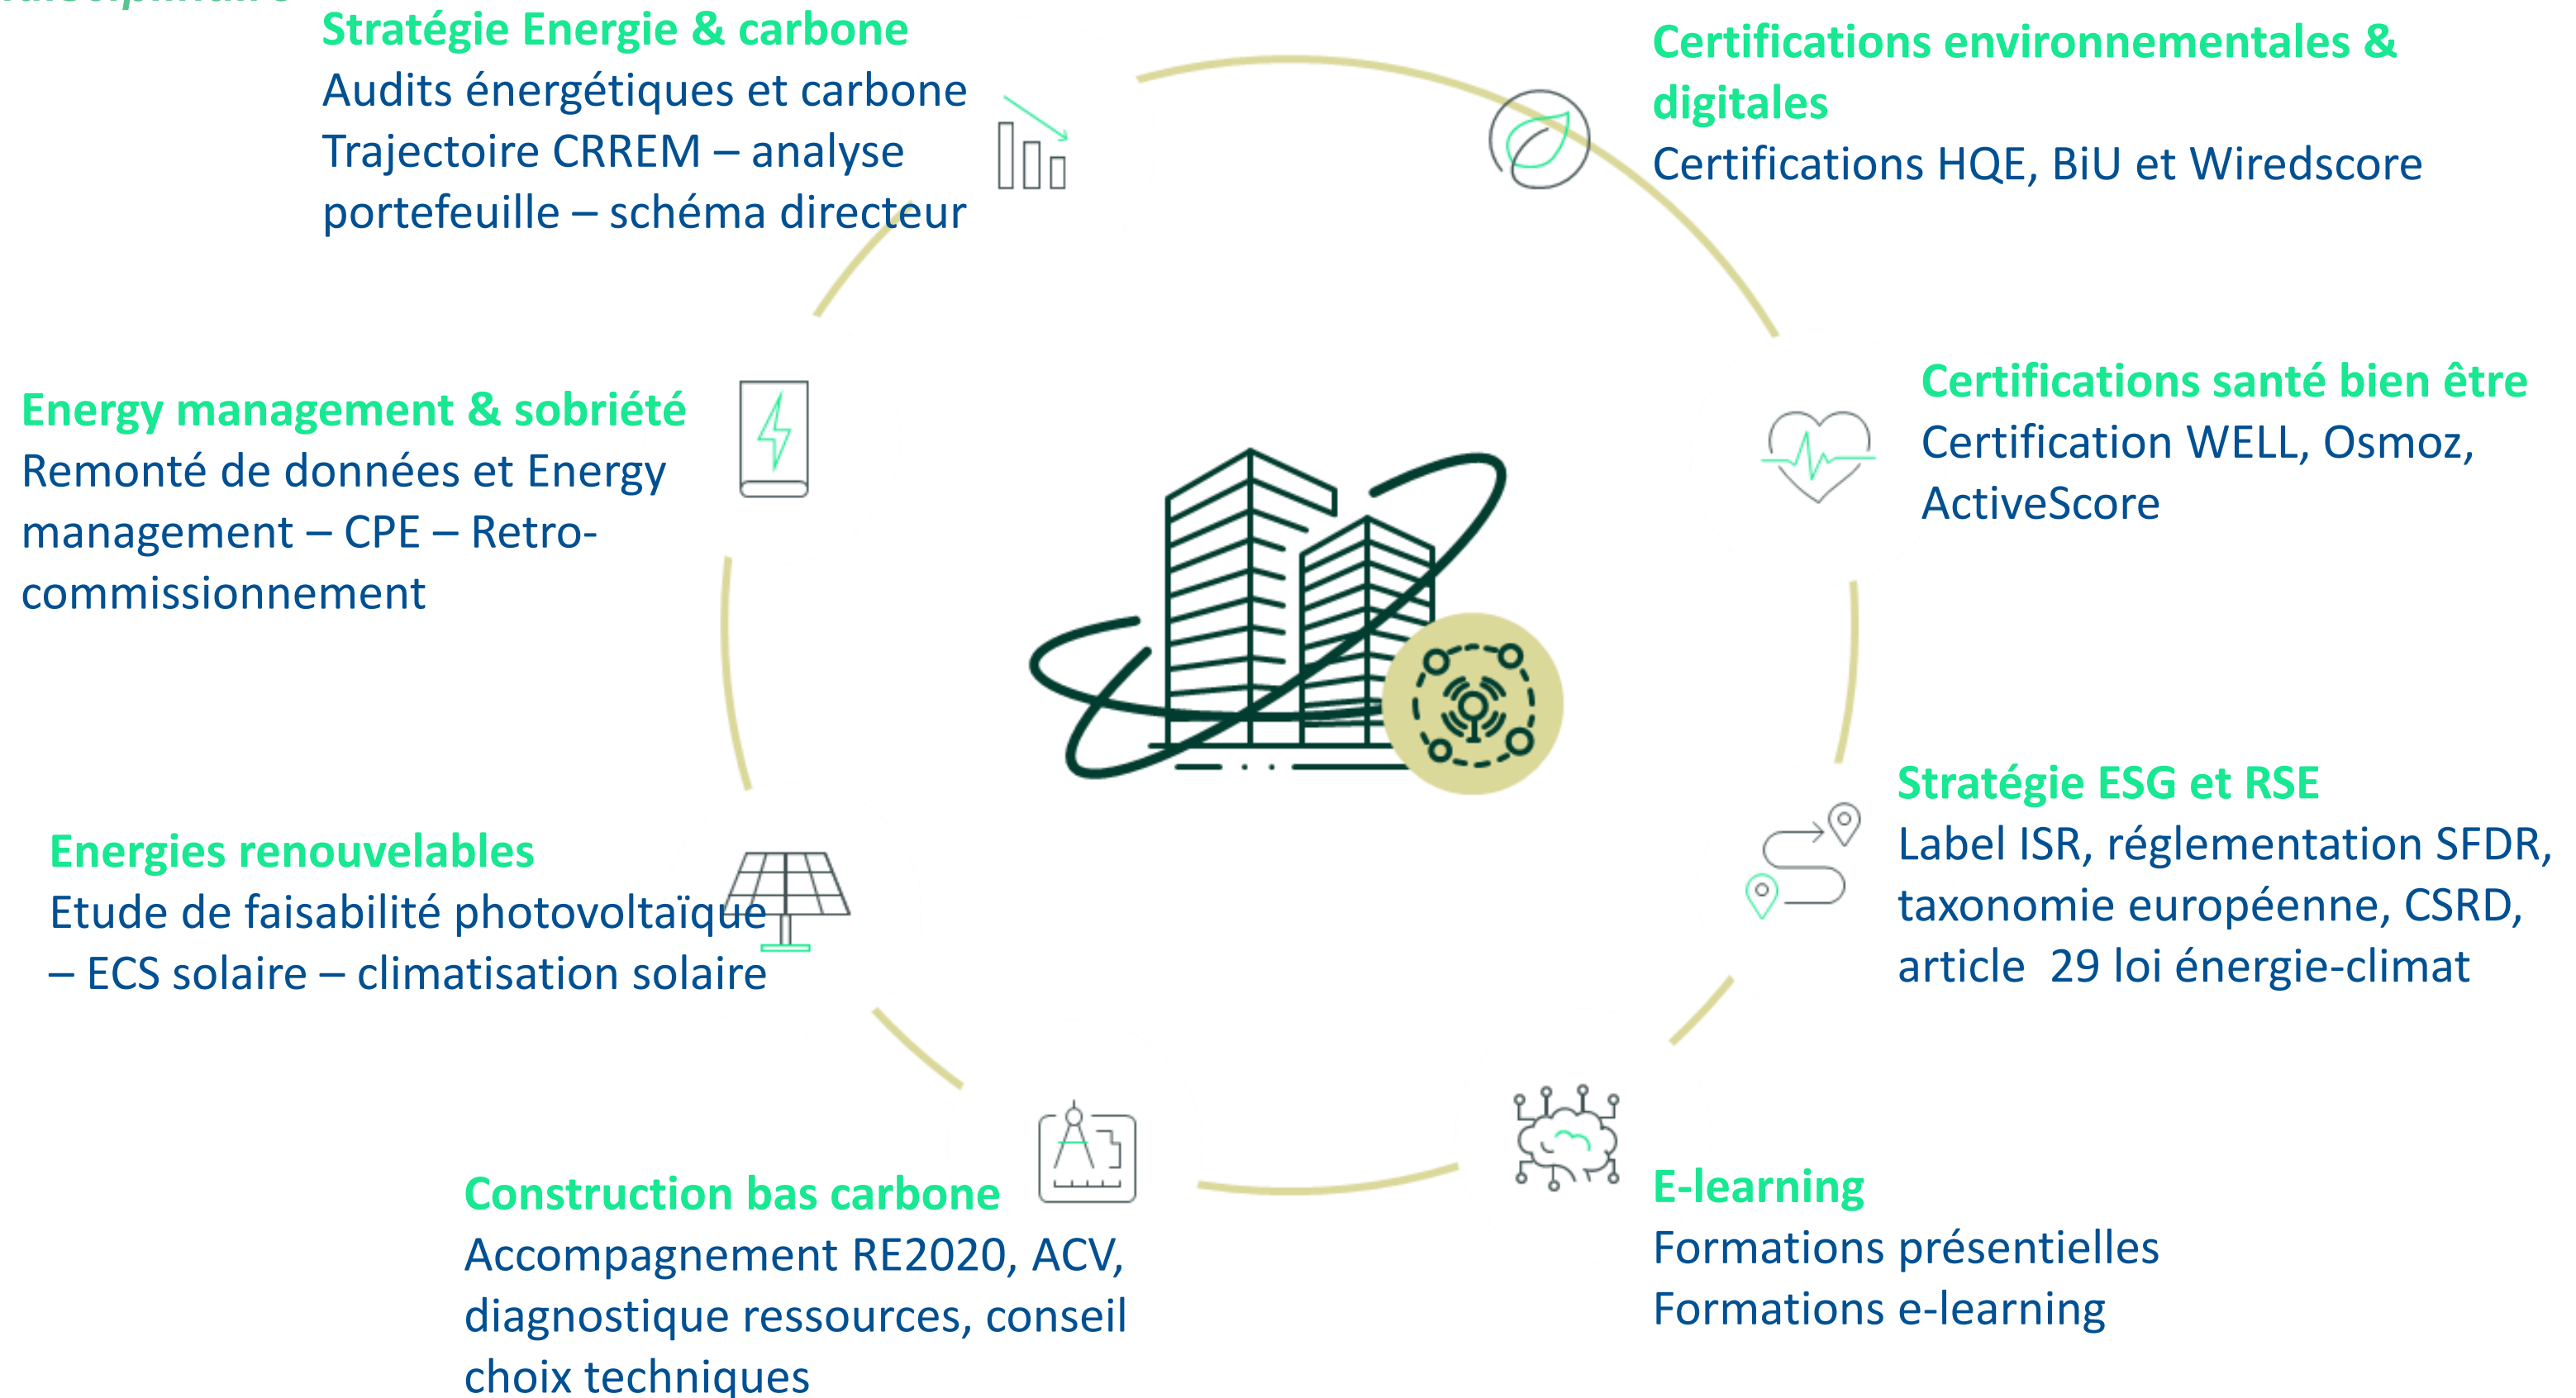 Stratégie Energie & carbone
Audits énergétiques et carbone
Trajectoire CRREM – analyse
portefeuille – schéma directeur
Certifications environnementales &
digitales
Certifications HQE, BiU et Wiredscore
Energy management & sobriété
Remonté de données et Energy
management – CPE – Retro-
commissionnement
Certifications santé bien être
Certification WELL, Osmoz,
ActiveScore
Energies renouvelables
Etude de faisabilité photovoltaïque
– ECS solaire – climatisation solaire
Stratégie ESG et RSE
Label ISR, réglementation SFDR,
taxonomie européenne, CSRD,
article  29 loi énergie-climat
Construction bas carbone
Accompagnement RE2020, ACV,
diagnostique ressources, conseil
choix techniques
E-learning
Formations présentielles
Formations e-learning